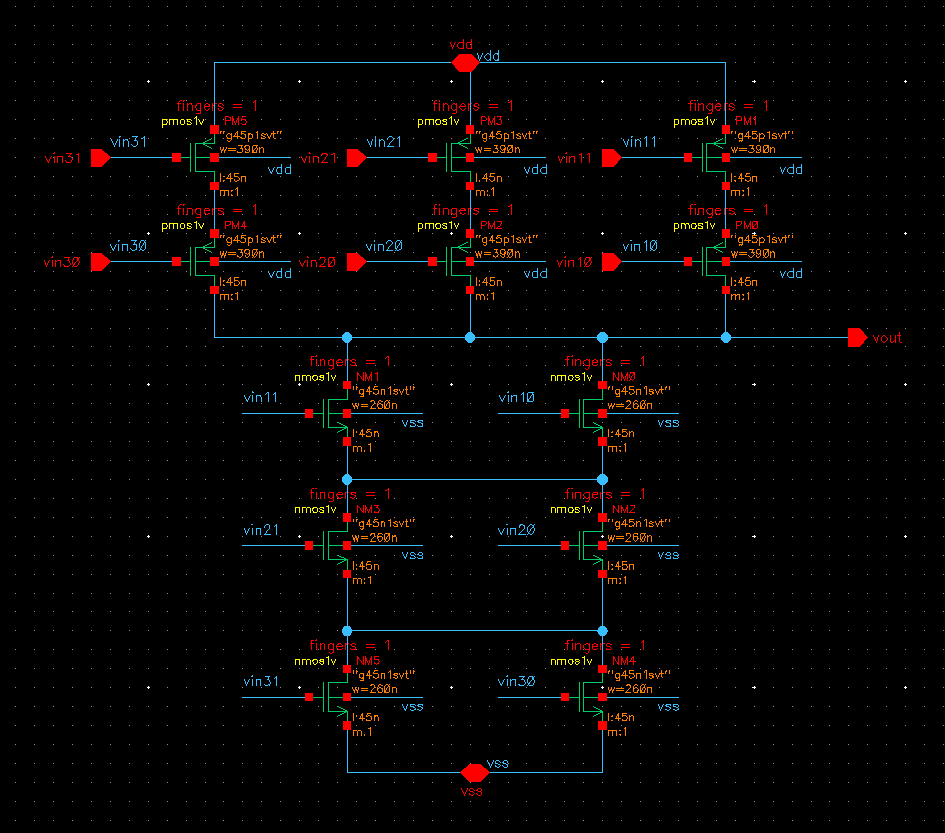 vdd
vdd
fingers = 1
fingers = 1
fingers = 1
pmos1v PM5
pmos1v PM3
pmos1v PM1
"g45p1svt"
"g45p1svt"
"g45p1svt"
vin31 vin31 w=390n
vin21 vin21 w=390n
vin11 vin11 w=390n
vdd
vdd
vdd
l:45n
l:45n
l:45n
m:1
m:1
m:1
fingers = 1
fingers = 1
fingers = 1
pmos1v PM4
pmos1v PM2
pmos1v PM0
"g45p1svt"
"g45p1svt"
"g45p1svt"
vin30 vin30 w=390n
vin20 vin20 w=390n
vin10 vin10 w=390n
vdd
vdd
vdd
l:45n
l:45n
l:45n
m:1
m:1
m:1
vout
fingers = 1
fingers = 1
nmos1v NM1
nmos1v NM0
"g45n1svt"
"g45n1svt"
vin11 w=260n
vin10 w=260n
vss
vss
l:45n
l:45n
m:1
m:1
fingers = 1
fingers = 1
nmos1v NM3
nmos1v NM2
"g45n1svt"
"g45n1svt"
vin21 w=260n
vin20 w=260n
vss
vss
l:45n
l:45n
m:1
m:1
fingers = 1
fingers = 1
nmos1v NM5
nmos1v NM4
"g45n1svt"
"g45n1svt"
vin31 w=260n
vin30 w=260n
vss
vss
l:45n
l:45n
m:1
m:1
vss
vss